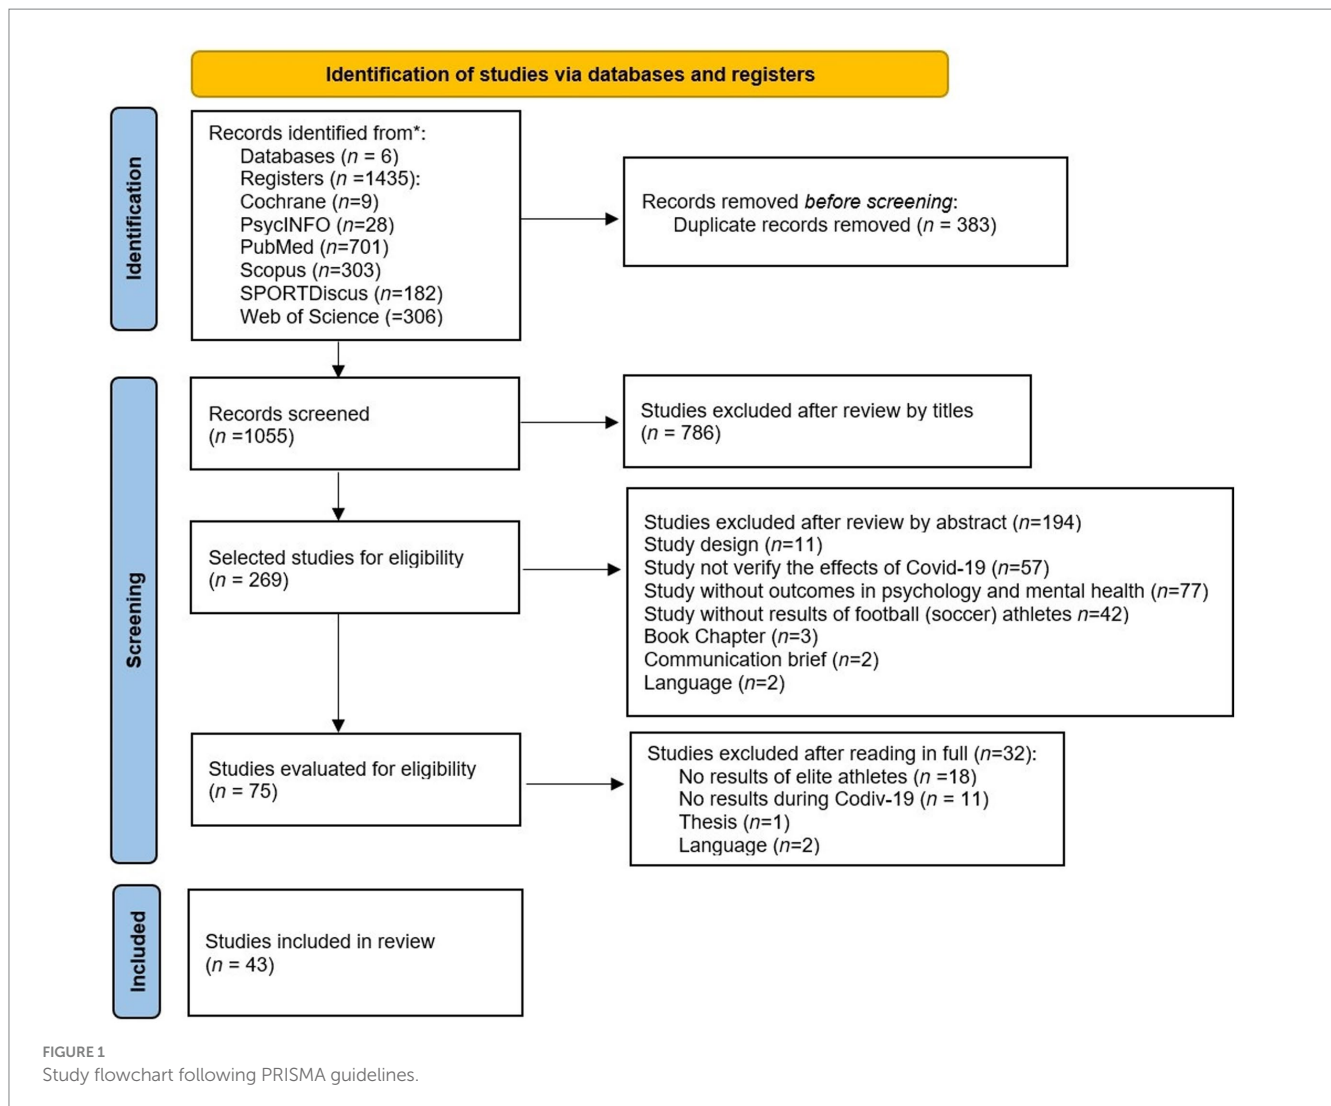 Identification of studies via databases and registers
Identification
Records identified from*:
Databases (n = 6)
Registers (n =1435):
Cochrane (n=9)
PsycINFO (n=28)
PubMed (n=701)
Scopus (n=303)
SPORTDiscus (n=182)
Web of Science (=306)
Records removed before screening:
Duplicate records removed (n = 383)
Screening
Records screened
(n =1055)
Studies excluded after review by titles
(n = 786)
Selected studies for eligibility
(n = 269)
Studies excluded after review by abstract (n=194)
Study design (n=11)
Study not verify the effects of Covid-19 (n=57)
Study without outcomes in psychology and mental health (n=77)
Study without results of football (soccer) athletes n=42)
Book Chapter (n=3)
Communication brief (n=2)
Language (n=2)
Studies evaluated for eligibility
(n = 75)
Studies excluded after reading in full (n=32):
No results of elite athletes (n =18)
No results during Codiv-19 (n = 11)
Thesis (n=1)
Language (n=2)
Included
Studies included in review
(n = 43)
FIGURE 1
Study flowchart following PRISMA guidelines.